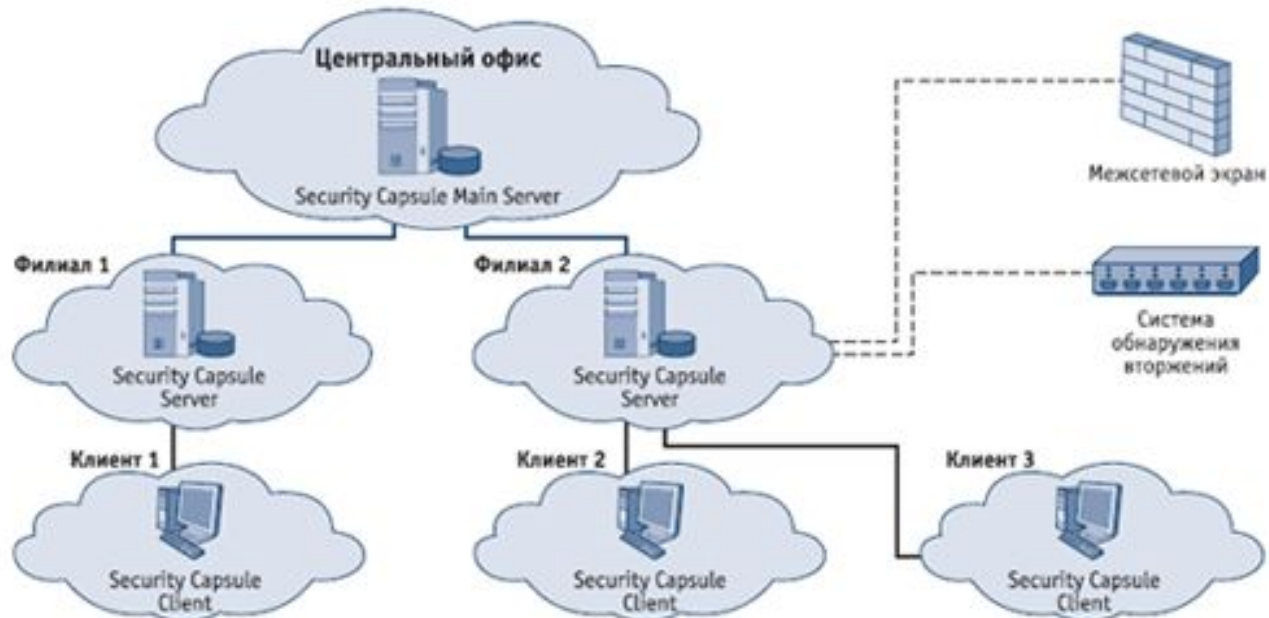 Центральный офис
Security Capsule Main Server
Межсетевой экран
Филиал 1
Security Capsule
Server
Филиал 2
Security Capsule
Server
Система
обнаружения
вторжений
Клиент 1
Security Capsule
Client
Клиент 2
Security Capsule
Client
Клиент 3
Security Capsule
Client